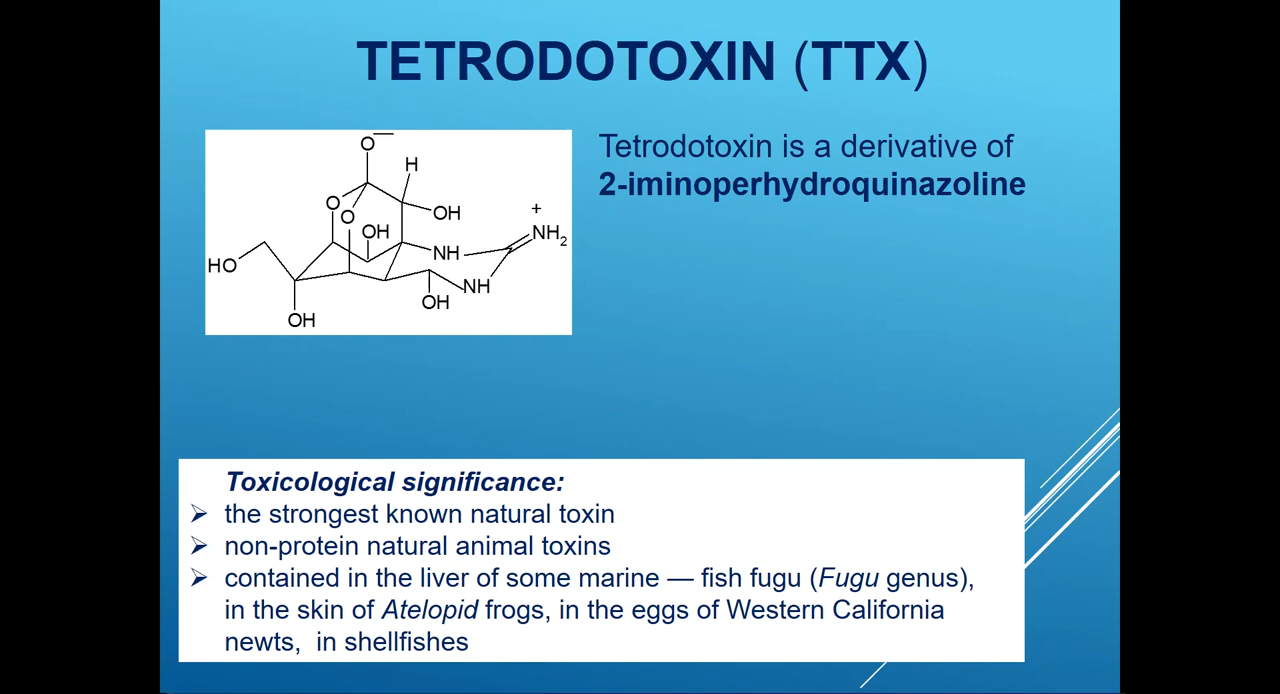 TETRODOTOXIN (TTX)
O
H
O
OH
O
OH
+
NH2
NH
HO
NH
OH
OH
Tetrodotoxin is a derivative of
2-iminoperhydroquinazoline
Toxicological significance:
➢ the strongest known natural toxin
➢ non-protein natural animal toxins
➢ contained in the liver of some marine — fish fugu (Fugu genus),
in the skin of Atelopid frogs, in the eggs of Western California
newts, in shellfishes